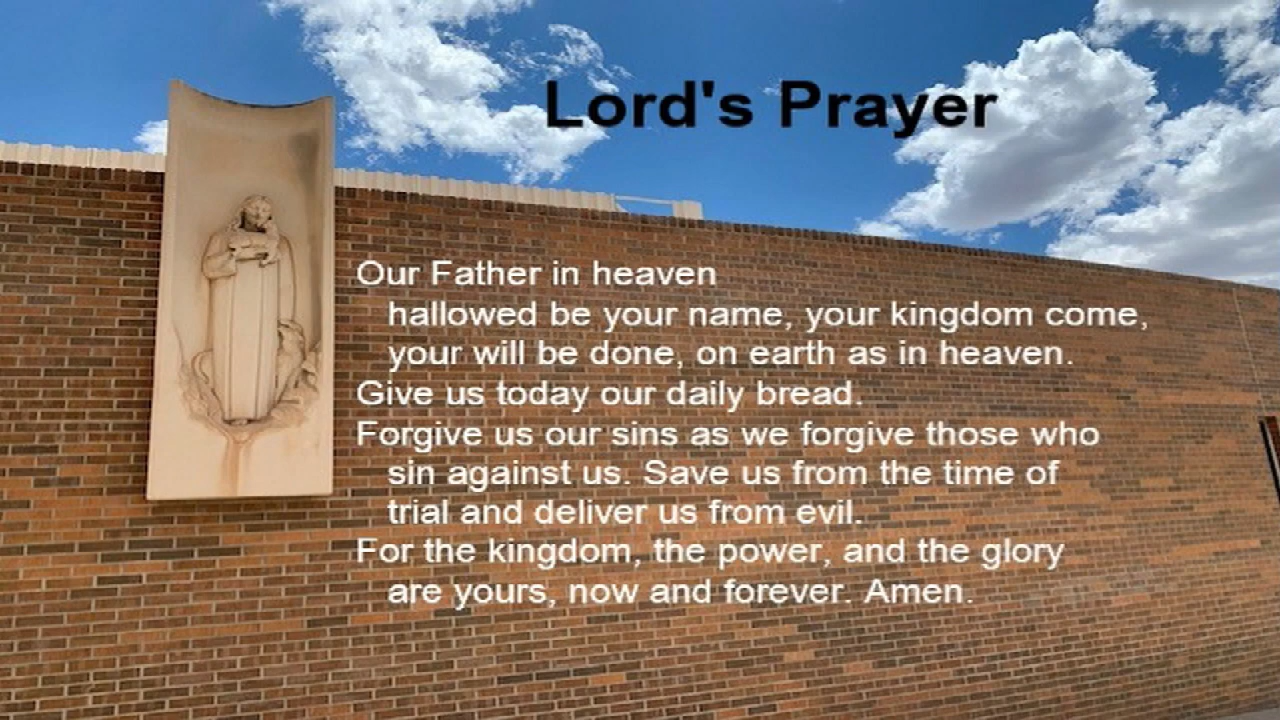 Lord's Prayer
Our Father in heaven
hallowed be your name, your kingdom come,
your will be done, on earth as in heaven.
Give us today our daily bread.
Forgive us our sins as we forgive those who
sin against us. Save us from the time of
trial and deliver us from evil.
For the kingdom, the power, and the glory
are yours, now and forever. Amen.